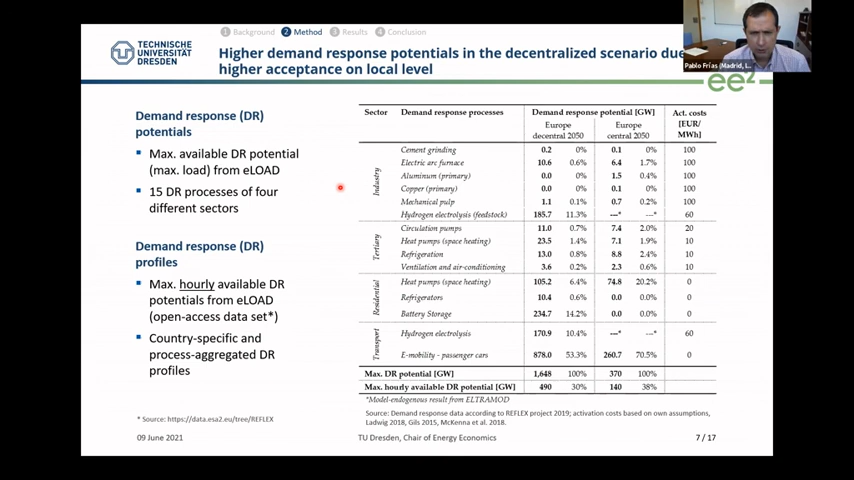 1 Background 2 Method 3 Results 4 Conclusion
TECHNISCHE
UNIVERSITÄT
DRESDEN
Higher demand response potentials in the decentralized scenario due
higher acceptance on local level
Pablo Frías (Madrid, I...
ee2
Demand response (DR)
potentials
Max. available DR potential
(max. load) from eLOAD
15 DR processes of four
different sectors
Demand response (DR)
profiles
Max. hourly available DR
potentials from eLOAD
(open-access data set*)
Country-specific and
process-aggregated DR
profiles
* Source: https://data.esa2.eu/tree/REFLEX
Sector Demand response processes Demand response potential [GW] Act. costs
[EUR/
MWh]
Europe
decentral 2050
Europe
central 2050
Industry
Cement grinding 0.2 0% 0.1 0% 100
Electric arc furnace 10.6 0.6% 6.4 1.7% 100
Aluminum (primary) 0.0 0% 1.5 0.4% 100
Copper (primary) 0.0 0% 0.1 0% 100
Mechanical pulp 1.1 0.1% 0.7 0.2% 100
Hydrogen electrolysis (feedstock) 185.7 11.3% ---* ---* 60
Tertiary
Circulation pumps 11.0 0.7% 7.4 2.0% 20
Heat pumps (space heating) 23.5 1.4% 7.1 1.9% 10
Refrigeration 13.0 0.8% 8.8 2.4% 10
Ventilation and air-conditioning 3.6 0.2% 2.3 0.6% 10
Residential
Heat pumps (space heating) 105.2 6.4% 74.8 20.2% 0
Refrigerators 10.4 0.6% 0.0 0.0% 0
Battery Storage 234.7 14.2% 0.0 0.0% 0
Transport
Hydrogen electrolysis 170.9 10.4% ---* ---* 60
E-mobility - passenger cars 878.0 53.3% 260.7 70.5% 0
Max. DR potential [GW] 1,648 100% 370 100%
Max. hourly available DR potential [GW] 490 30% 140 38%
*Model-endogenous result from ELTRAMOD
Source: Demand response data according to REFLEX project 2019; activation costs based on own assumptions,
Ladwig 2018, Gils 2015, McKenna et al. 2018.
09 June 2021
TU Dresden, Chair of Energy Economics
7 / 17